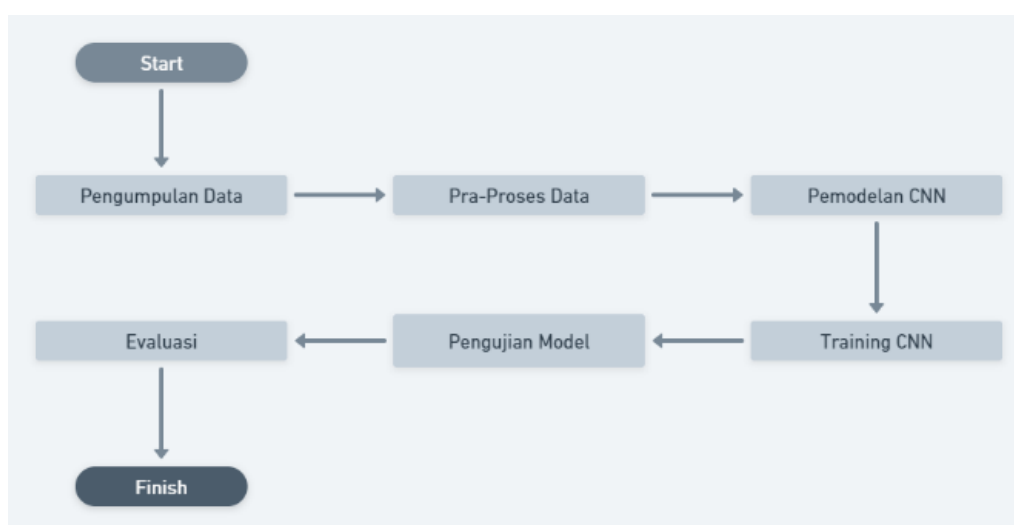 Start
Pengumpulan Data
Pra-Proses Data
Pemodelan CNN
Training CNN
Pengujian Model
Evaluasi
Finish